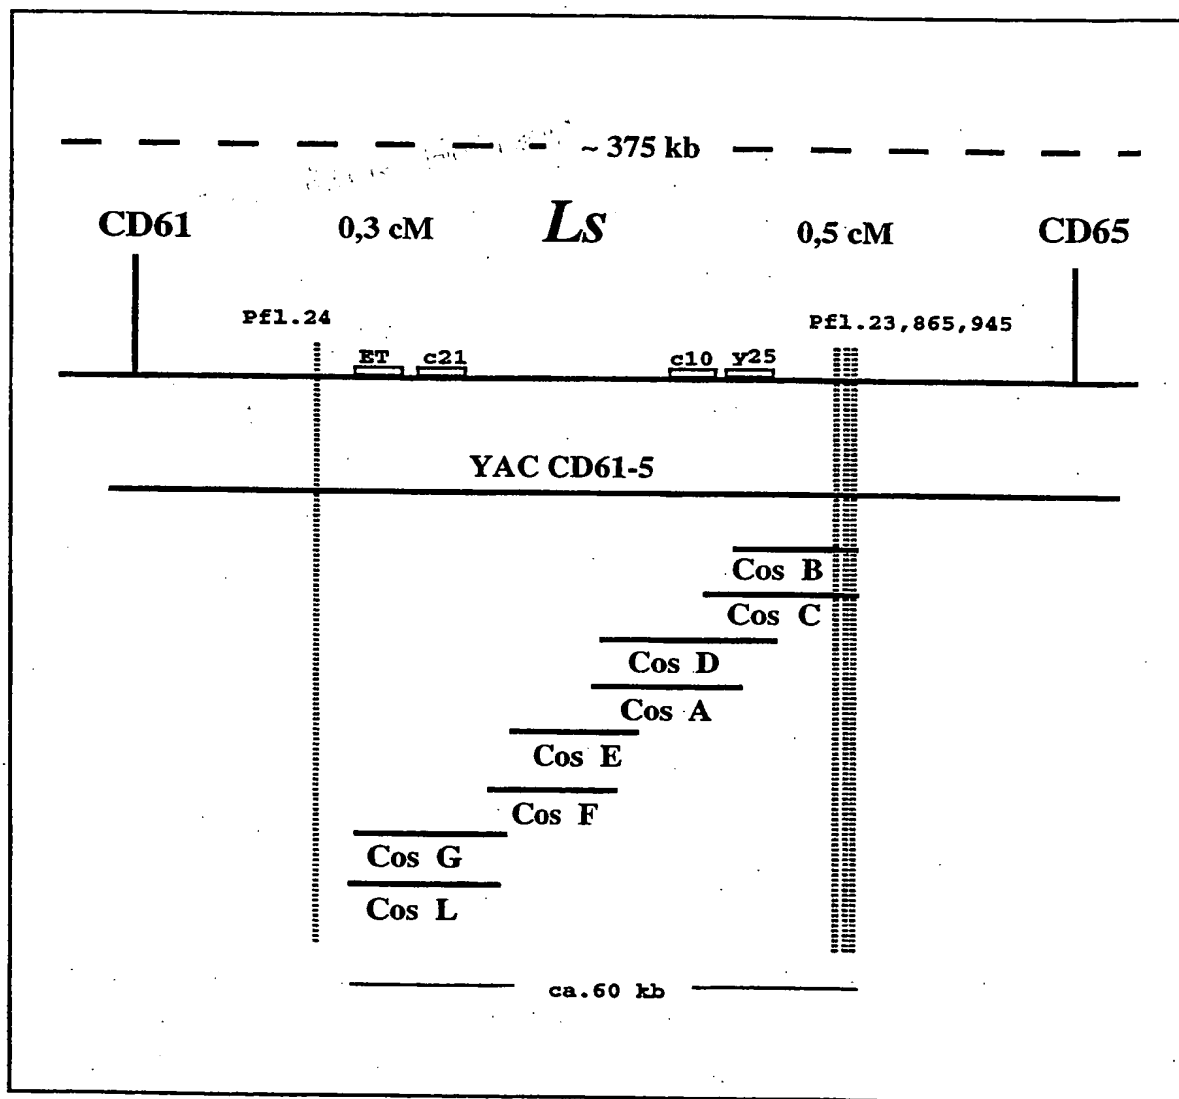 ~ 375 kb
CD61 0,3 cM Ls 0,5 cM CD65
Pfl.24 Pfl.23,865,945
ET c21 c10 y25
YAC CD61-5
Cos B
Cos C
Cos D
Cos A
Cos E
Cos F
Cos G
Cos L
ca.60 kb